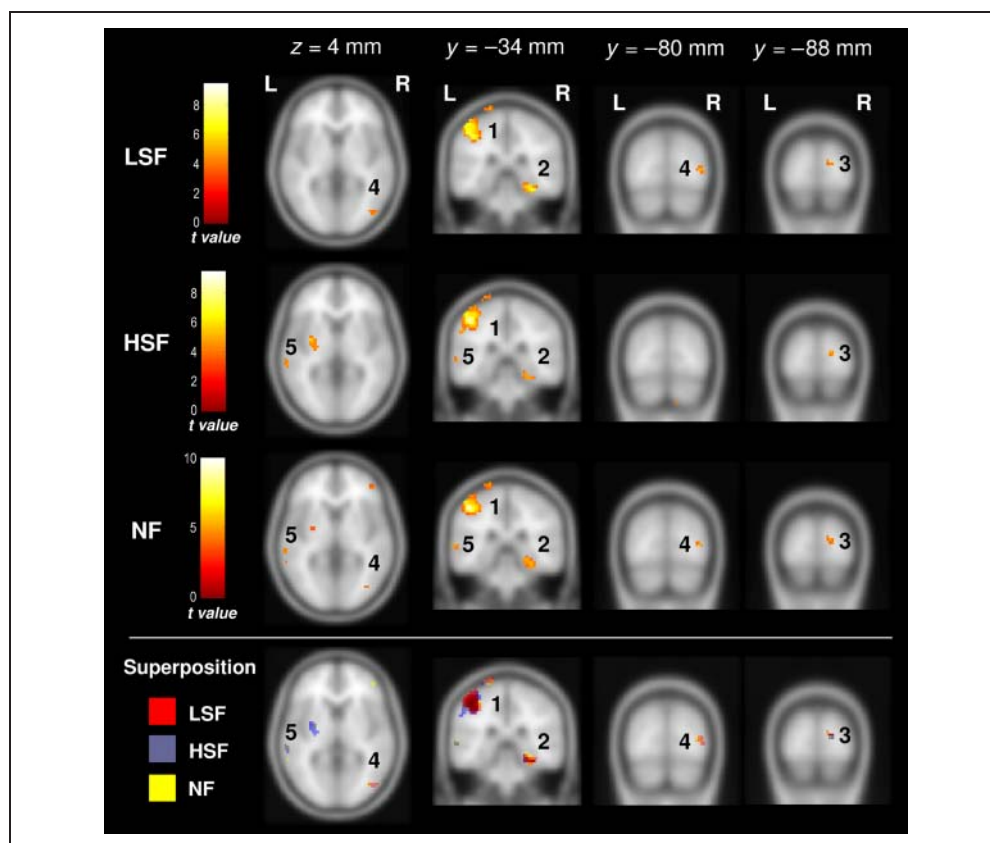 z = 4 mm y = −34 mm y = −80 mm y = −88 mm
L R L R L R L R
LSF
8
6
4
2
0
t value
4
1
2
4
3
HSF
8
6
4
2
0
t value
5
1
5 2
3
NF
10
5
0
t value
5
4
1
5 2
4
3
Superposition
LSF
HSF
NF
5
4
1
2
4
3